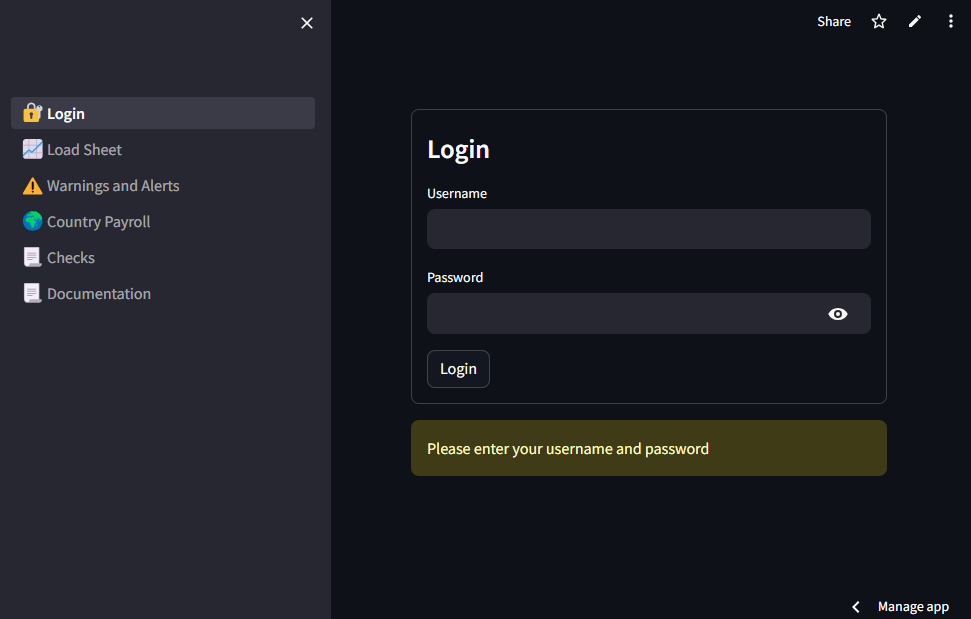 Login
Load Sheet
Warnings and Alerts
Country Payroll
Checks
Documentation
Share
Login
Username
Password
Login
Please enter your username and password
Manage app